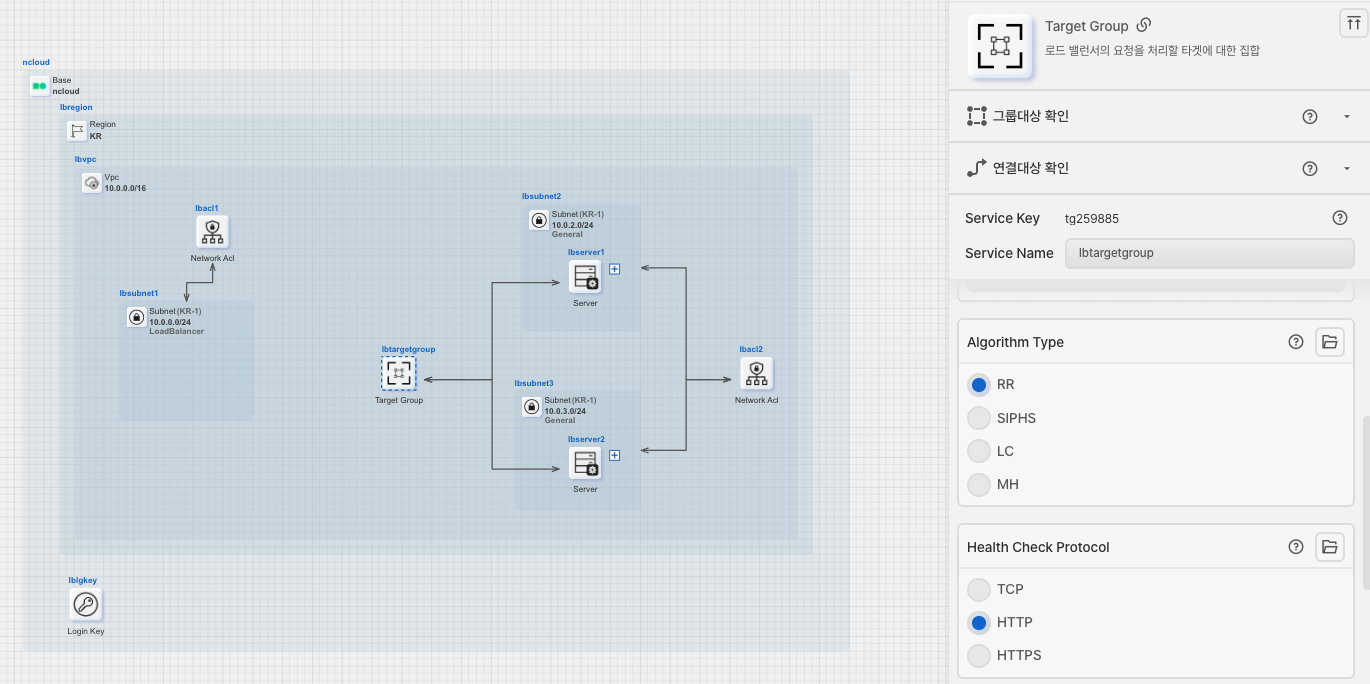 ncloud
Base
ncloud
lbregion
Region
KR
lbvpc
Vpc
10.0.0.0/16
lbacl1
Network Acl
lbsubnet1
Subnet (KR-1)
10.0.0.0/24
LoadBalancer
lbsubnet2
Subnet (KR-1)
10.0.2.0/24
General
lbserver1
Server
lbtargetgroup
Target Group
lbsubnet3
Subnet (KR-1)
10.0.3.0/24
General
lbserver2
Server
lbacl2
Network Acl
lblgkey
Login Key
Target Group
로드 밸런서의 요청을 처리할 타겟에 대한 집합
그룹대상 확인
연결대상 확인
Service Key tg259885
Service Name lbtargetgroup
Algorithm Type
RR
SIPHS
LC
MH
Health Check Protocol
TCP
HTTP
HTTPS